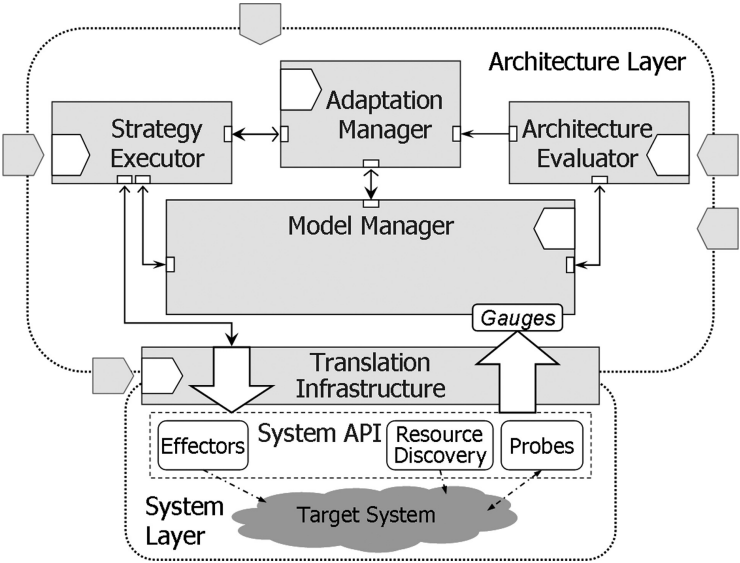 Architecture Layer
Adaptation
Manager
Strategy
Executor
Architecture
Evaluator
Model Manager
Gauges
Translation
Infrastructure
System API
Effectors
Resource
Discovery
Probes
System
Layer
Target System